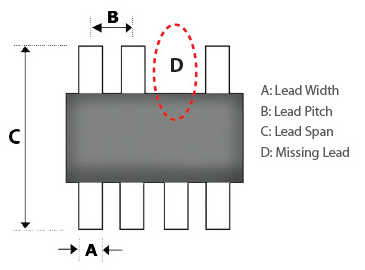 B
D
C
A
A: Lead Width
B: Lead Pitch
C: Lead Span
D: Missing Lead